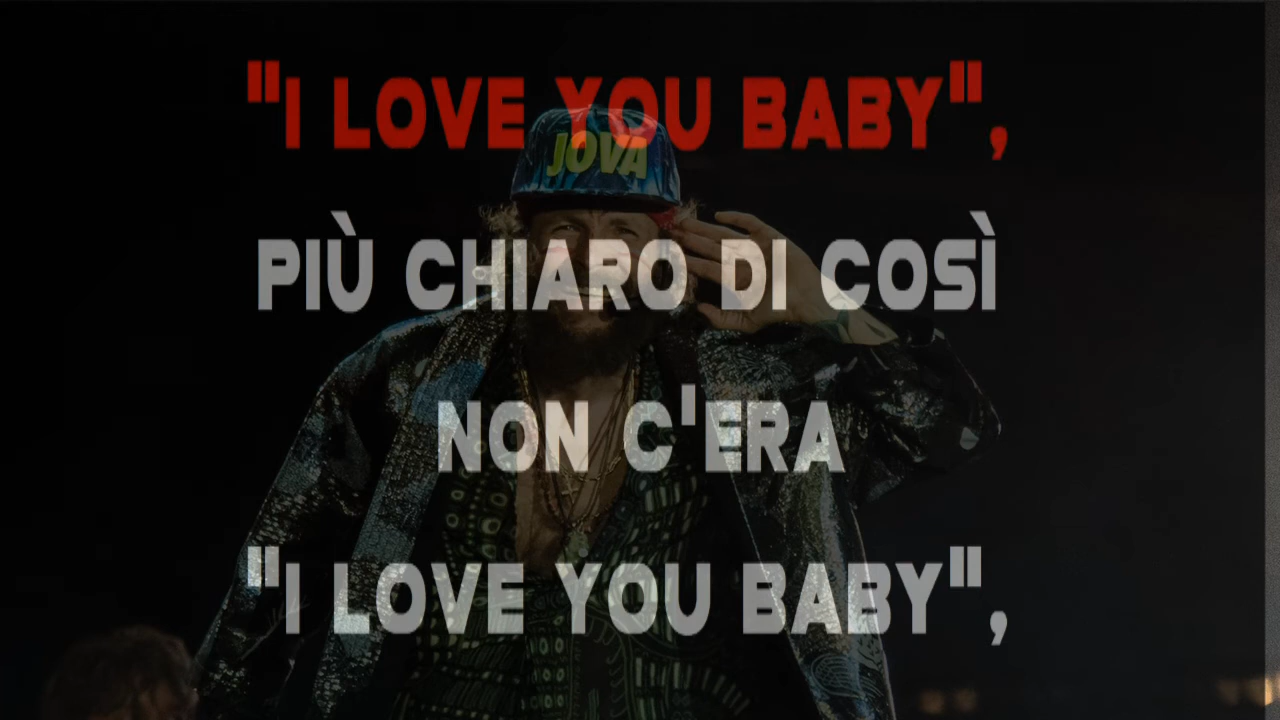 "I LOVE YOU BABY",
JOVA
PIÙ CHIARO DI COSÌ
NON C'ERA
"I LOVE YOU BABY",